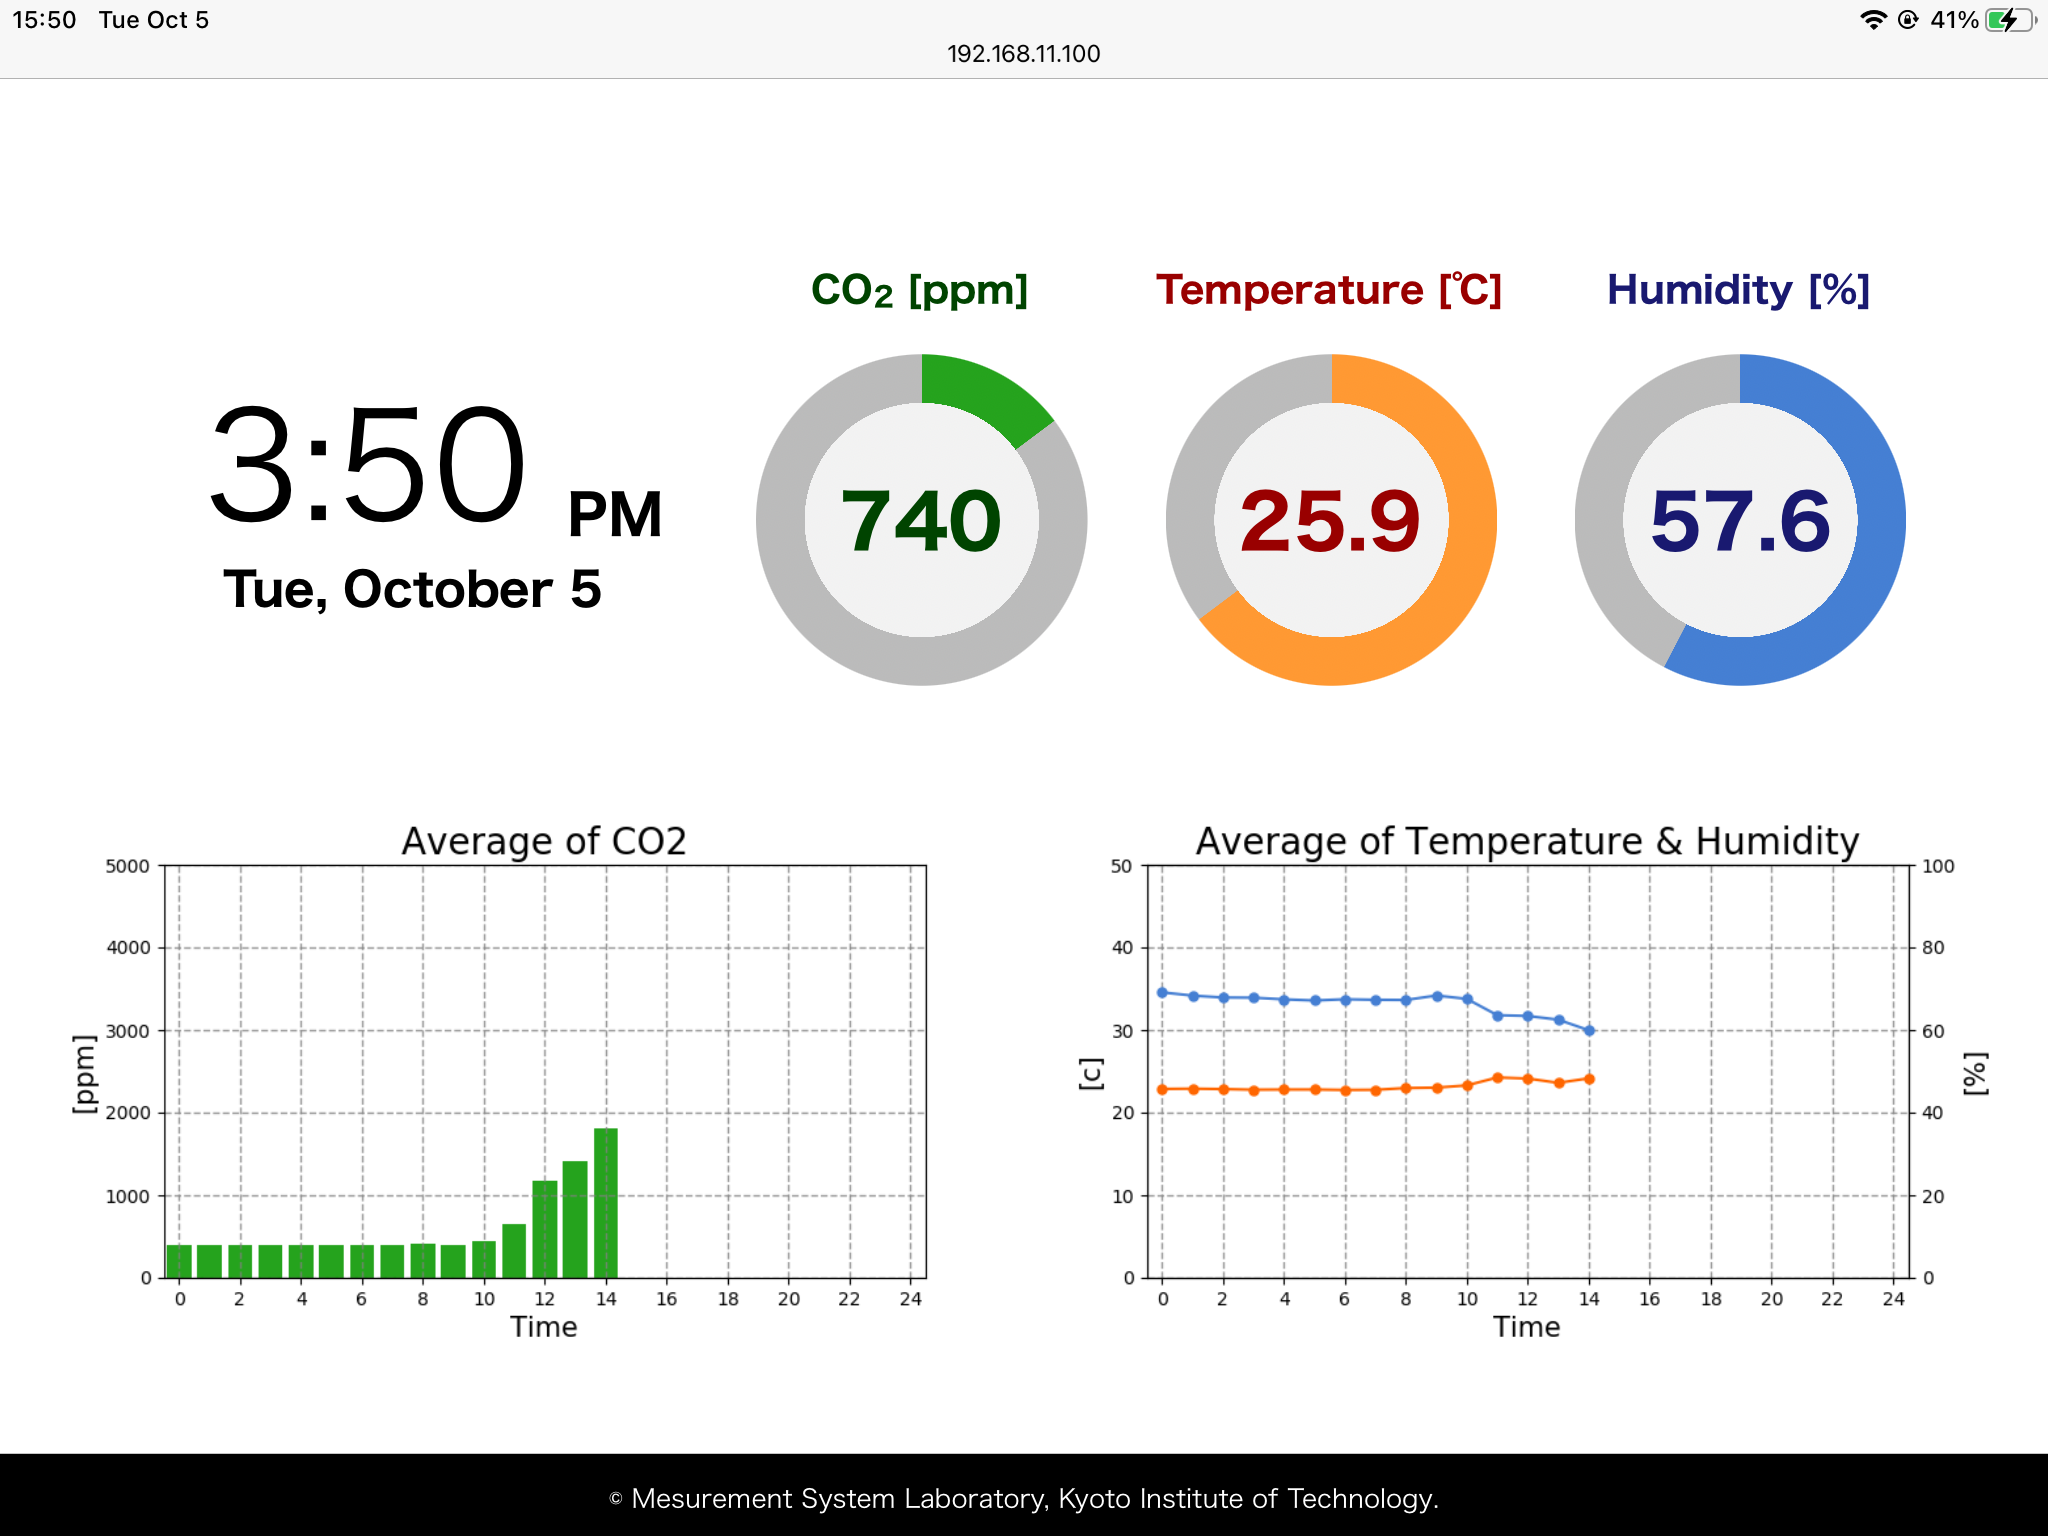 15:50 Tue Oct 5 41%
192.168.11.100
CO₂ [ppm]
Temperature [℃]
Humidity [%]
3:50 PM
Tue, October 5
740
25.9
57.6
Average of CO2
5000
4000
3000
2000
1000
0
[ppm]
0 2 4 6 8 10 12 14 16 18 20 22 24
Time
Average of Temperature & Humidity
50
40
30
20
10
0
[c]
100
80
60
40
20
0
[%]
0 2 4 6 8 10 12 14 16 18 20 22 24
Time
© Mesurement System Laboratory, Kyoto Institute of Technology.